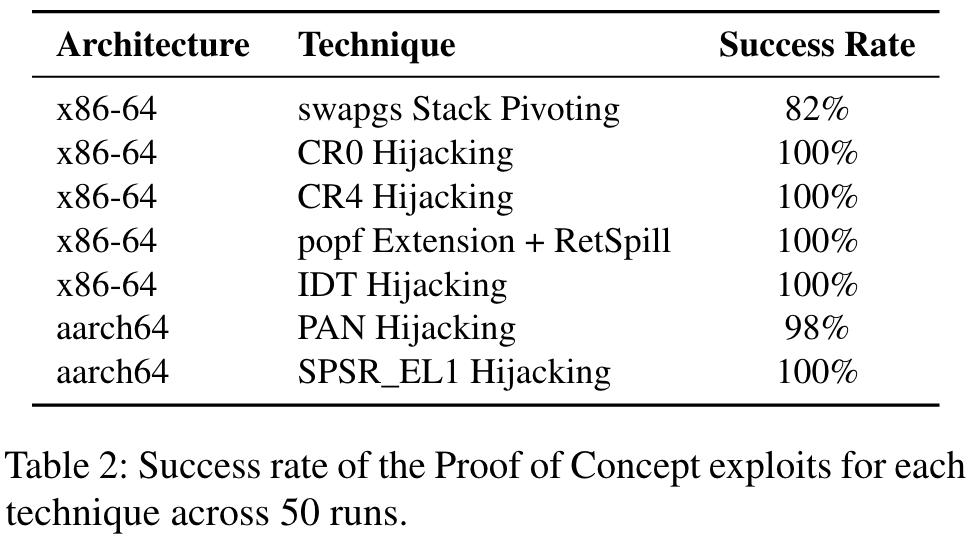 Architecture Technique Success Rate
x86-64 swapgs Stack Pivoting 82%
x86-64 CR0 Hijacking 100%
x86-64 CR4 Hijacking 100%
x86-64 popf Extension + RetSpill 100%
x86-64 IDT Hijacking 100%
aarch64 PAN Hijacking 98%
aarch64 SPSR_EL1 Hijacking 100%
Table 2: Success rate of the Proof of Concept exploits for each
technique across 50 runs.